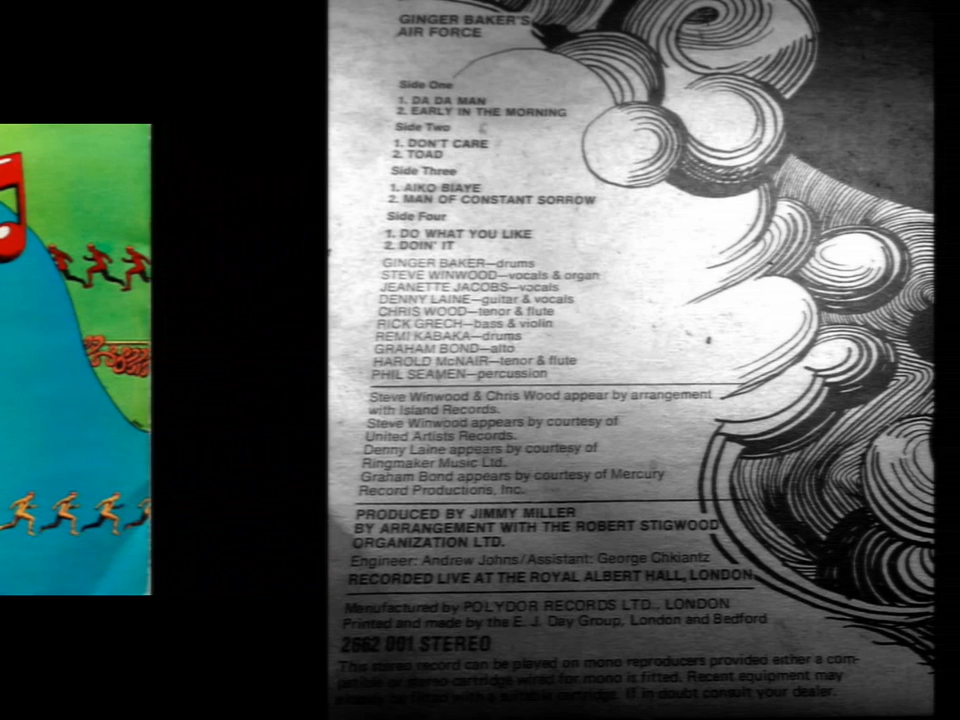 GINGER BAKER'S
AIR FORCE
Side One
1. DA DA MAN
2. EARLY IN THE MORNING
Side Two
1. DON'T CARE
2. TOAD
Side Three
1. AIKO BIAYE
2. MAN OF CONSTANT SORROW
Side Four
1. DO WHAT YOU LIKE
2. DOIN' IT
GINGER BAKER—drums
STEVE WINWOOD—vocals & organ
JEANETTE JACOBS—vocals
DENNY LAINE—guitar & vocals
CHRIS WOOD—tenor & flute
RICK GRECH—bass & violin
REMI KABAKA—drums
GRAHAM BOND—alto
HAROLD McNAIR—tenor & flute
PHIL SEAMEN—percussion
Steve Winwood & Chris Wood appear by arrangement
with Island Records.
Steve Winwood appears by courtesy of
United Artists Records.
Denny Laine appears by courtesy of
Ringmaker Music Ltd.
Graham Bond appears by courtesy of Mercury
Record Productions, Inc.
PRODUCED BY JIMMY MILLER
BY ARRANGEMENT WITH THE ROBERT STIGWOOD
ORGANIZATION LTD.
Engineer: Andrew Johns/Assistant: George Chkiantz
RECORDED LIVE AT THE ROYAL ALBERT HALL, LONDON
Manufactured by POLYDOR RECORDS LTD., LONDON
Printed and made by the E. J. Day Group, London and Bedford
2662 001 STEREO
This stereo record can be played on mono reproducers provided either a com-
patible or stereo cartridge wired for mono is fitted. Recent equipment may
already be fitted with a suitable cartridge. If in doubt consult your dealer.